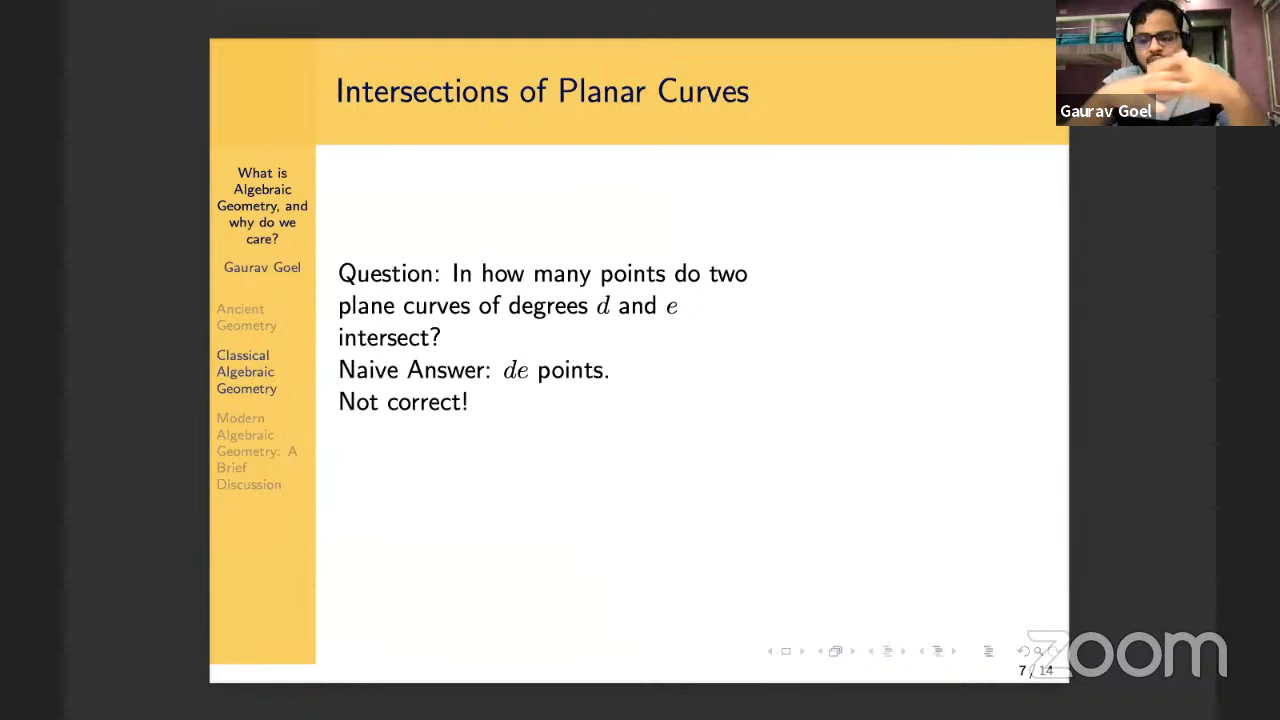 Intersections of Planar Curves
Gaurav Goel
What is
Algebraic
Geometry, and
why do we
care?
Gaurav Goel
Ancient
Geometry
Classical
Algebraic
Geometry
Modern
Algebraic
Geometry: A
Brief
Discussion
Question: In how many points do two
plane curves of degrees d and e
intersect?
Naive Answer: de points.
Not correct!
7 / 14
zoom